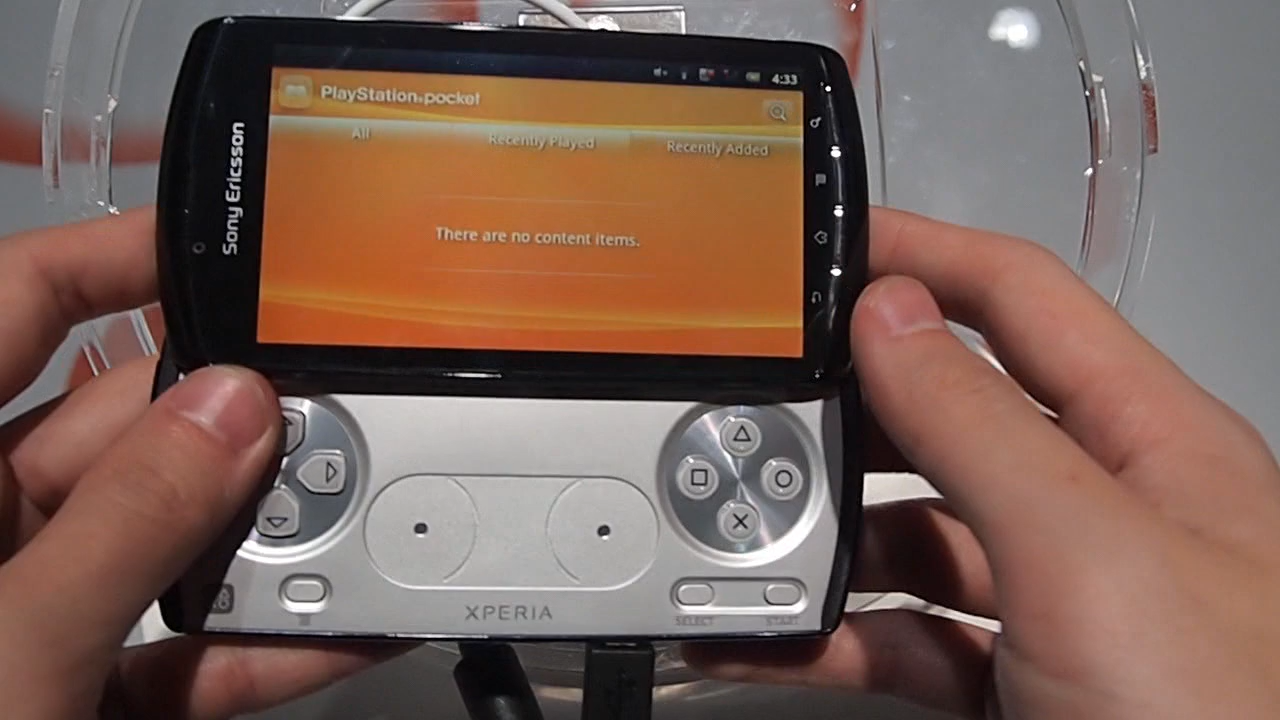 4:33
PlayStation®pocket
All
Recently Played
Recently Added
There are no content items.
Sony Ericsson
XPERIA
SELECT
START